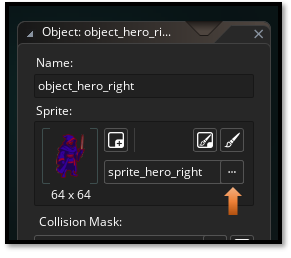 Object: object_hero_ri...
Name:
object_hero_right
Sprite:
sprite_hero_right ...
64 x 64
Collision Mask: